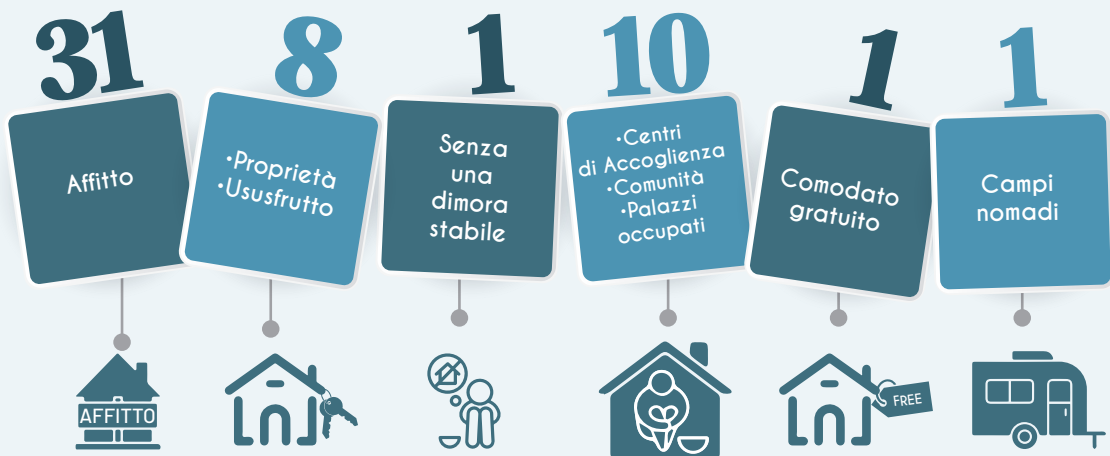 31
8
1
10
1
1
Affitto
•Proprietà
•Ususfrutto
Senza
una
dimora
stabile
•Centri
di Accoglienza
•Comunità
•Palazzi
occupati
Comodato
gratuito
Campi
nomadi
AFFITTO
FREE